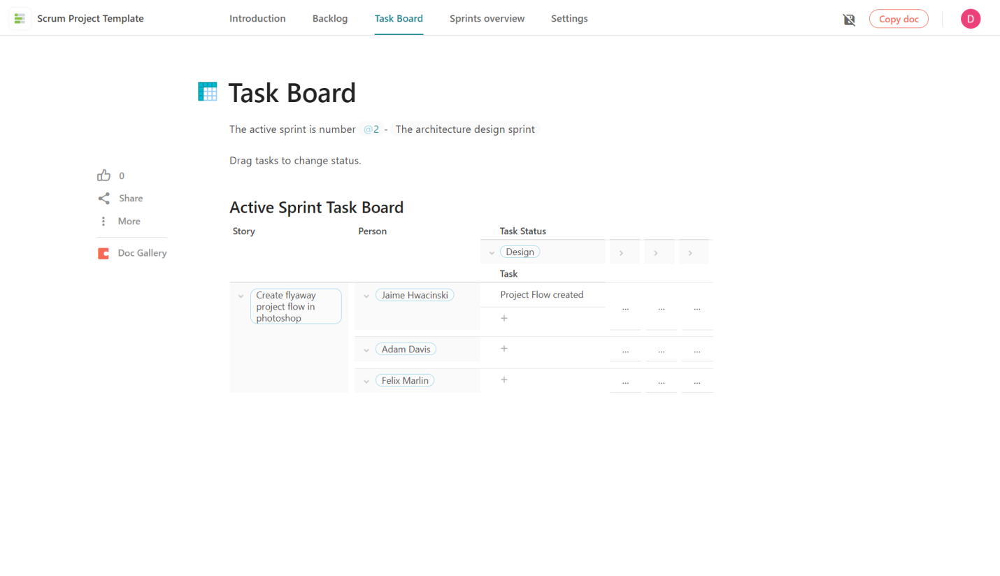 Scrum Project Template
Introduction
Backlog
Task Board
Sprints overview
Settings
Copy doc
D
Task Board
The active sprint is number @2 - The architecture design sprint
Drag tasks to change status.
0
Share
More
Doc Gallery
Active Sprint Task Board
Story
Person
Task Status
Design
Task
Create flyaway
project flow in
photoshop
Jaime Hwacinski
Project Flow created
... ... ...
+
Adam Davis
+
... ... ...
Felix Marlin
+
... ... ...